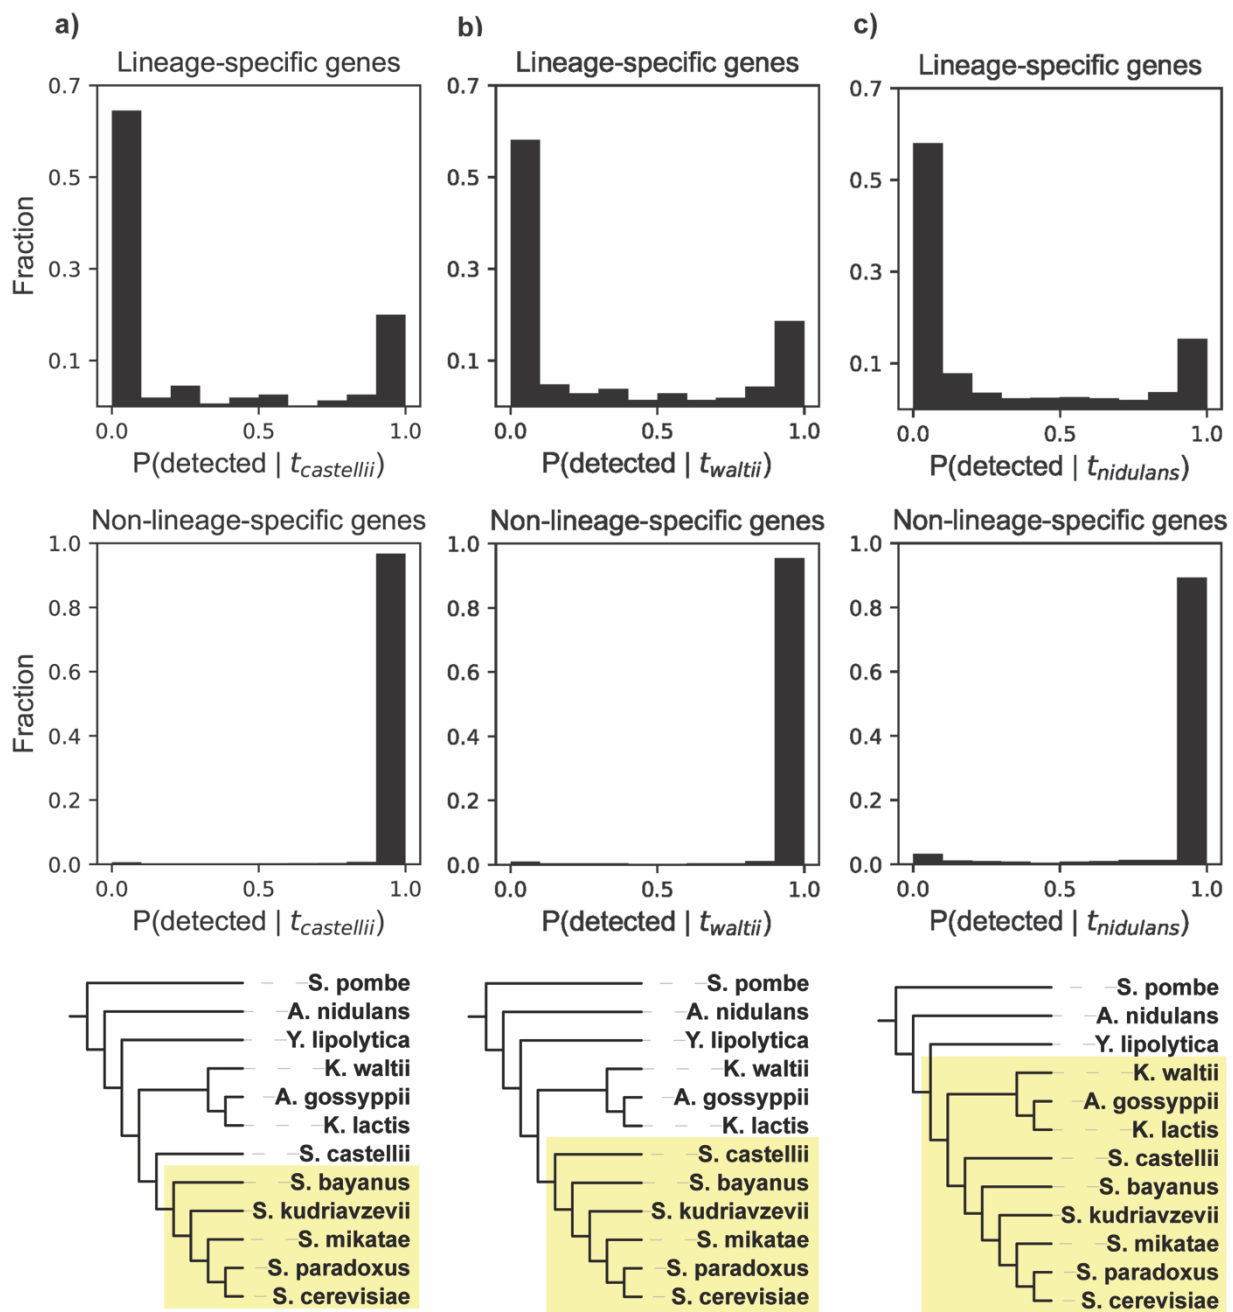 a)
Lineage-specific genes
0.7
0.5
0.3
0.1
Fraction
0.0 0.5 1.0
P(detected | t_castellii)
b)
Lineage-specific genes
0.7
0.5
0.3
0.1
0.0 0.5 1.0
P(detected | t_waltii)
c)
Lineage-specific genes
0.7
0.5
0.3
0.1
0.0 0.5 1.0
P(detected | t_nidulans)
Non-lineage-specific genes
1.0
0.8
0.6
0.4
0.2
0.0
Fraction
0.0 0.5 1.0
P(detected | t_castellii)
Non-lineage-specific genes
1.0
0.8
0.6
0.4
0.2
0.0
0.0 0.5 1.0
P(detected | t_waltii)
Non-lineage-specific genes
1.0
0.8
0.6
0.4
0.2
0.0
0.0 0.5 1.0
P(detected | t_nidulans)
S. pombe
A. nidulans
Y. lipolytica
K. waltii
A. gossyppii
K. lactis
S. castellii
S. bayanus
S. kudriavzevii
S. mikatae
S. paradoxus
S. cerevisiae
S. pombe
A. nidulans
Y. lipolytica
K. waltii
A. gossyppii
K. lactis
S. castellii
S. bayanus
S. kudriavzevii
S. mikatae
S. paradoxus
S. cerevisiae
S. pombe
A. nidulans
Y. lipolytica
K. waltii
A. gossyppii
K. lactis
S. castellii
S. bayanus
S. kudriavzevii
S. mikatae
S. paradoxus
S. cerevisiae